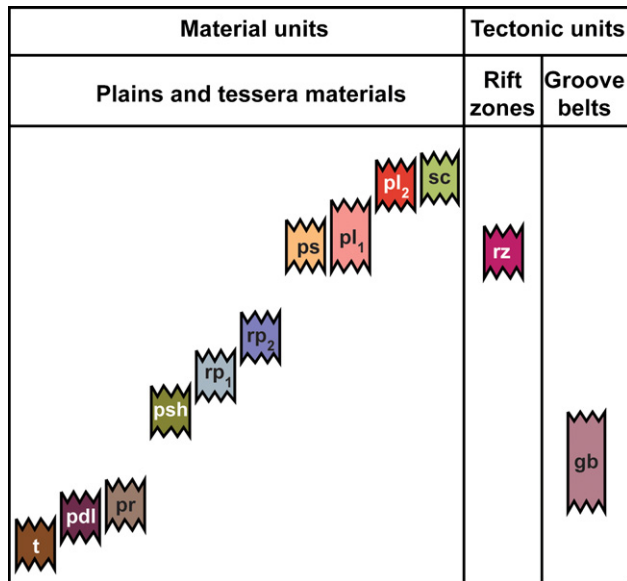 Material units
Tectonic units
Plains and tessera materials
Rift
zones
Groove
belts
pl₂
sc
ps
pl₁
rz
rp₂
rp₁
psh
gb
pdl
pr
t